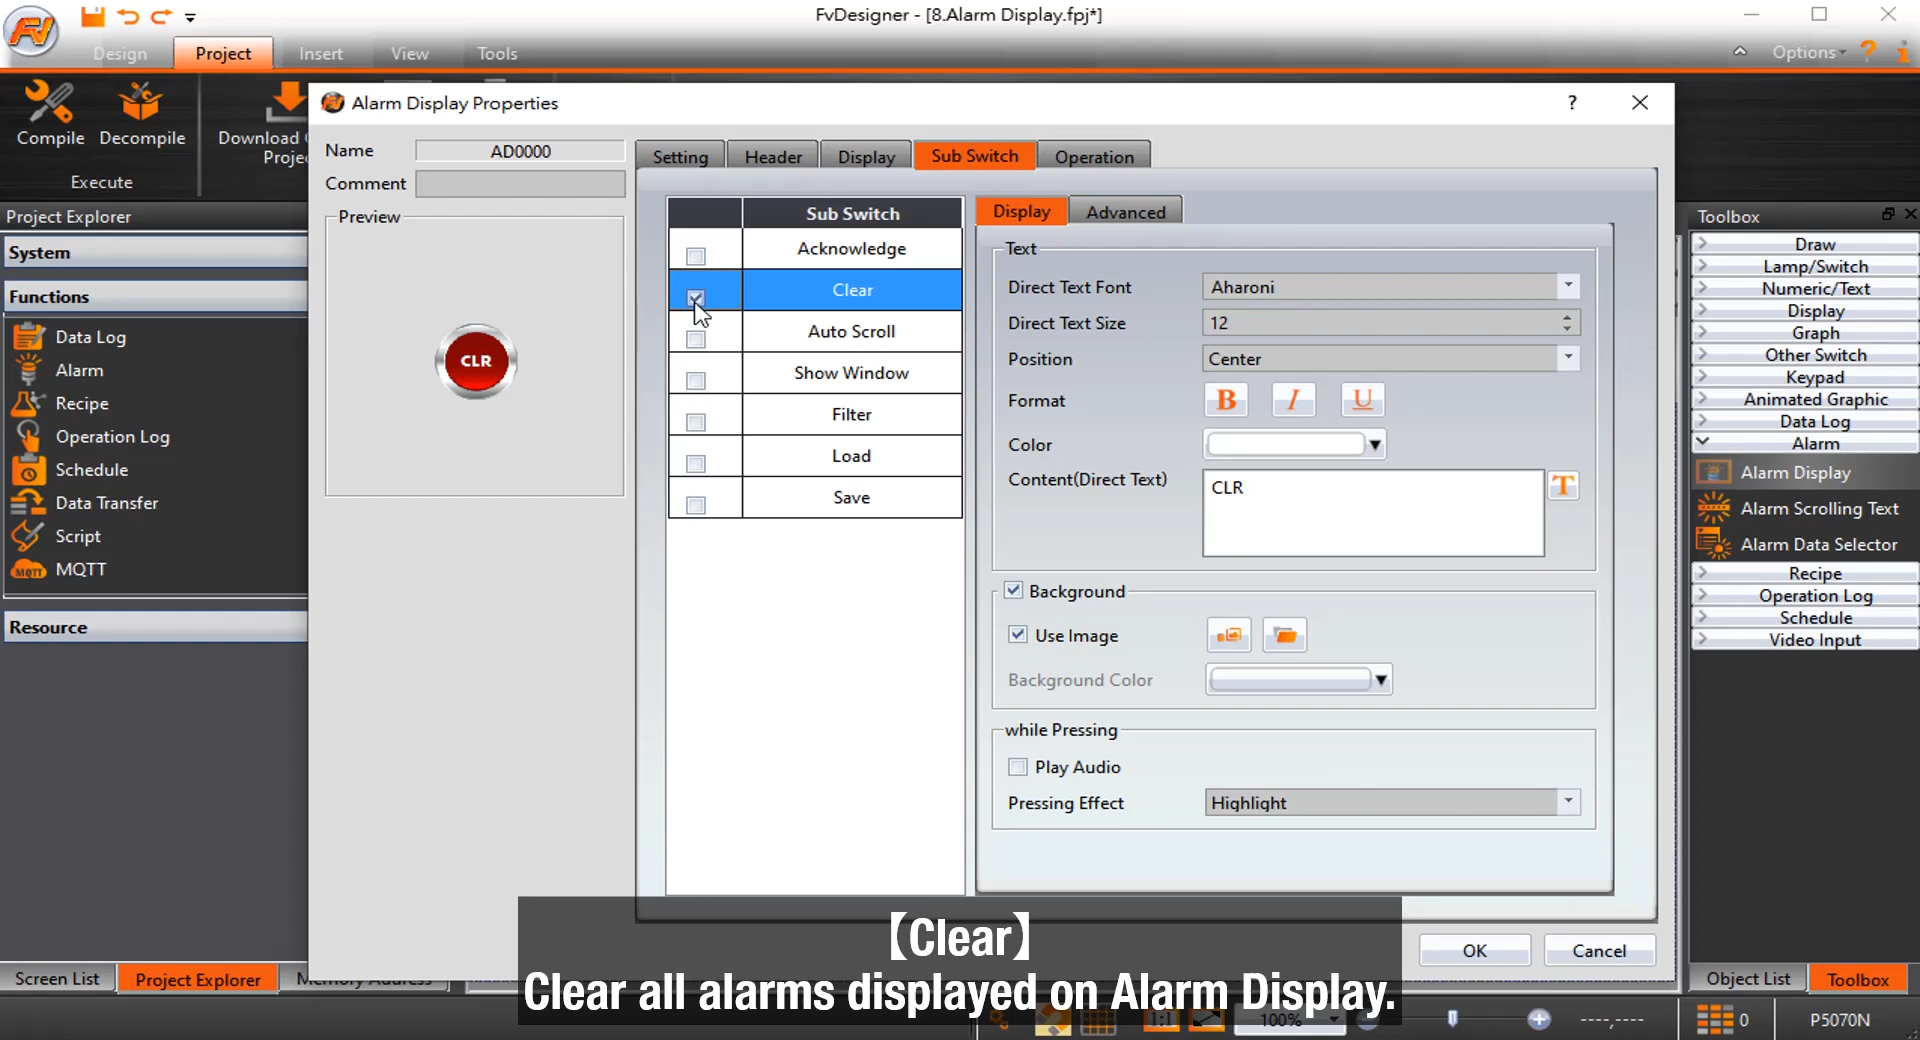 FvDesigner - [8.Alarm Display.fpj*]
Design
Project
Insert
View
Tools
Options
Compile
Decompile
Download
Execute
Alarm Display Properties
?
Name
AD0000
Comment
Preview
CLR
Setting
Header
Display
Sub Switch
Operation
Sub Switch
Acknowledge
Clear
Auto Scroll
Show Window
Filter
Load
Save
Display
Advanced
Text
Direct Text Font
Aharoni
Direct Text Size
12
Position
Center
Format
B
I
U
Color
Content(Direct Text)
CLR
T
Background
Use Image
Background Color
while Pressing
Play Audio
Pressing Effect
Highlight
OK
Cancel
Project Explorer
System
Functions
Data Log
Alarm
Recipe
Operation Log
Schedule
Data Transfer
Script
MQTT
MQTT
Resource
Screen List
Project Explorer
Memory Address
Toolbox
Draw
Lamp/Switch
Numeric/Text
Display
Graph
Other Switch
Keypad
Animated Graphic
Data Log
Alarm
Alarm Display
Alarm Scrolling Text
Alarm Data Selector
Recipe
Operation Log
Schedule
Video Input
Object List
Toolbox
【Clear】
Clear all alarms displayed on Alarm Display.
1:1
100%
----,----
0
P5070N